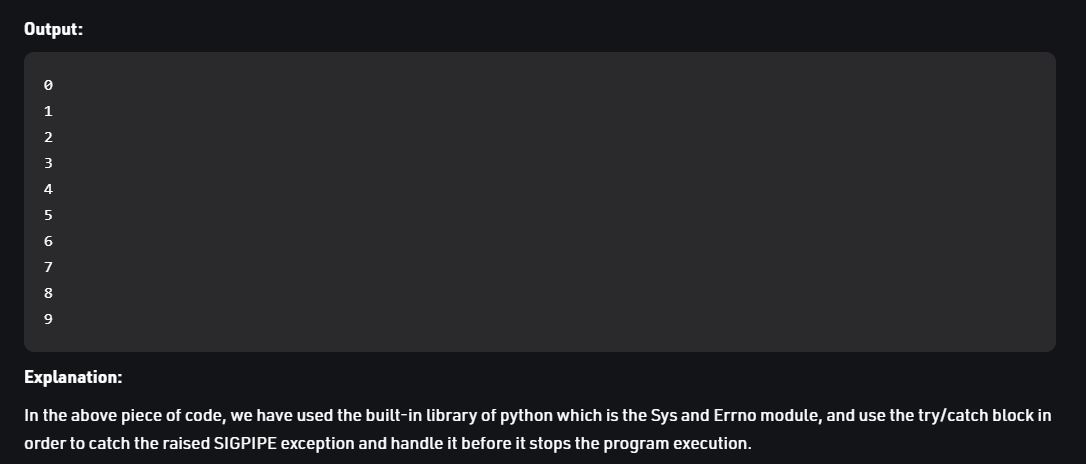 Output:
0
1
2
3
4
5
6
7
8
9
Explanation:
In the above piece of code, we have used the built-in library of python which is the Sys and Errno module, and use the try/catch block in
order to catch the raised SIGPIPE exception and handle it before it stops the program execution.